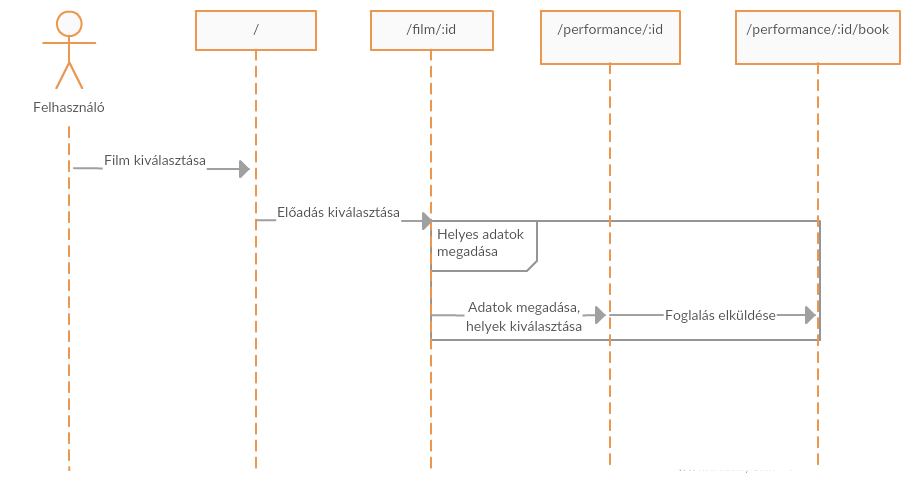 /
/film/:id
/performance/:id
/performance/:id/book
Felhasználó
Film kiválasztása
Előadás kiválasztása
Helyes adatok
megadása
Adatok megadása,
helyek kiválasztása
Foglalás elküldése